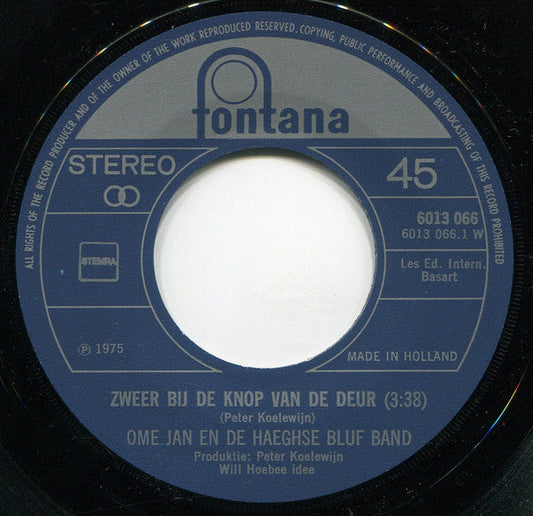 ALL RIGHTS OF THE RECORD PRODUCER AND OF THE OWNER OF THE WORK REPRODUCED RESERVED. COPYING, PUBLIC PERFORMANCE AND BROADCASTING OF THIS RECORD PROHIBITED
fontana
STEREO
45
6013 066
6013 066.1 W
STEMRA
Les Ed. Intern.
Basart
℗ 1975
MADE IN HOLLAND
ZWEER BIJ DE KNOP VAN DE DEUR (3:38)
(Peter Koelewijn)
OME JAN EN DE HAEGHSE BLUF BAND
Produktie: Peter Koelewijn
Will Hoebee idee